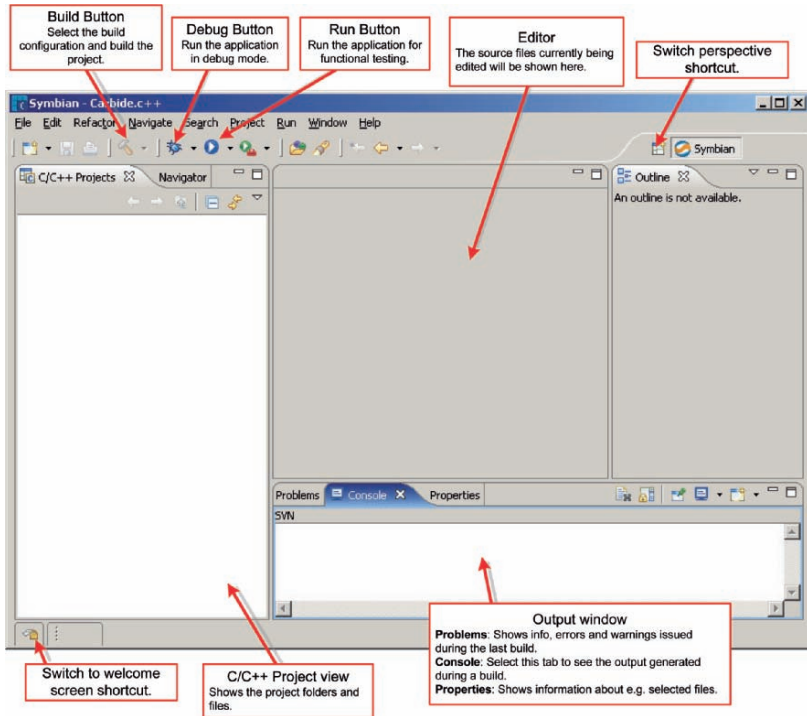 Build Button
Select the build
configuration and build the
project.
Debug Button
Run the application
in debug mode.
Run Button
Run the application for
functional testing.
Editor
The source files currently being
edited will be shown here.
Switch perspective
shortcut.
Symbian - Carbide.c++
File Edit Refactor Navigate Search Project Run Window Help
Symbian
C/C++ Projects
Navigator
Outline
An outline is not available.
Problems
Console
Properties
SVN
Output window
Problems: Shows info, errors and warnings issued
during the last build.
Console: Select this tab to see the output generated
during a build.
Properties: Shows information about e.g. selected files.
Switch to welcome
screen shortcut.
C/C++ Project view
Shows the project folders and
files.